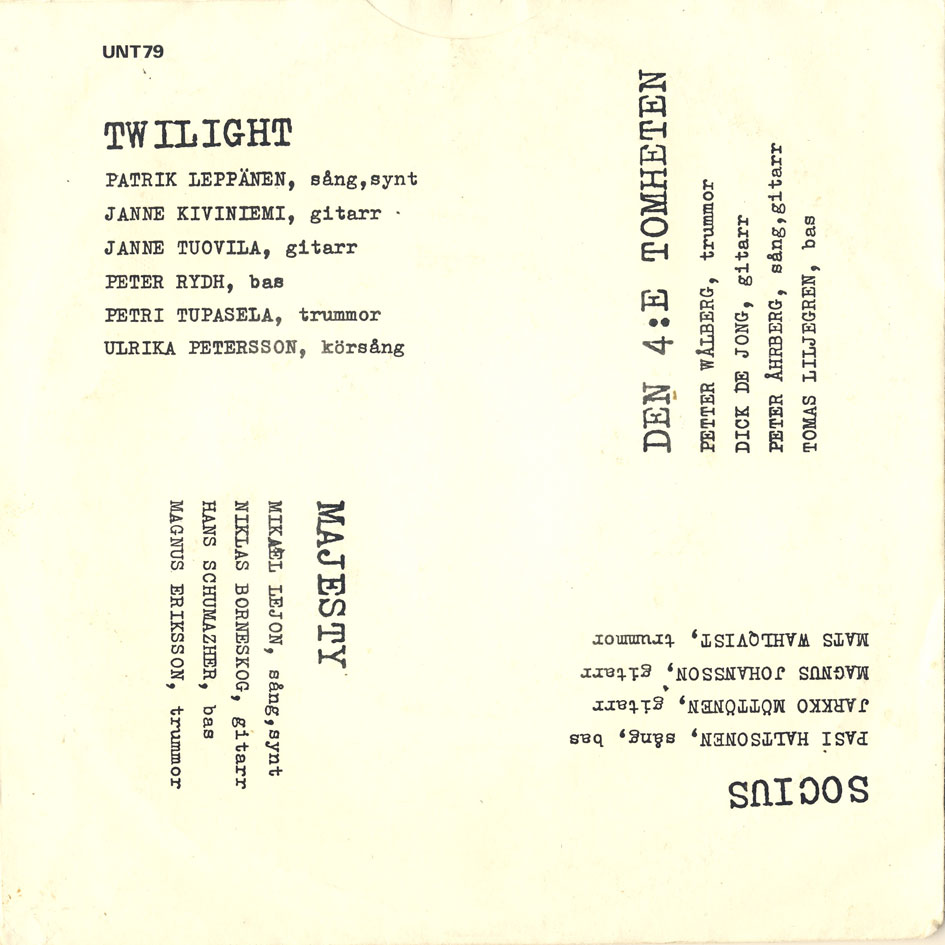 UNT79
TWILIGHT
PATRIK LEPPÄNEN, sång,synt
JANNE KIVINIEMI, gitarr
JANNE TUOVILA, gitarr
PETER RYDH, bas
PETRI TUPASELA, trummor
ULRIKA PETERSSON, körsång
DEN 4:E TOMHETEN
PETTER WÅLBERG, trummor
DICK DE JONG, gitarr
PETER ÅHRBERG, sång,gitarr
TOMAS LILJEGREN, bas
MAJESTY
MIKAEL LEJON, sång,synt
NIKLAS BORNESKOG, gitarr
HANS SCHUMAZHER, bas
MAGNUS ERIKSSON, trummor
SOCIUS
PASI HALTSONEN, sång, bas
JARKKO MÖTTÖNEN, gitarr
MAGNUS JOHANSSON, gitarr
MATS WAHLQVIST, trummor